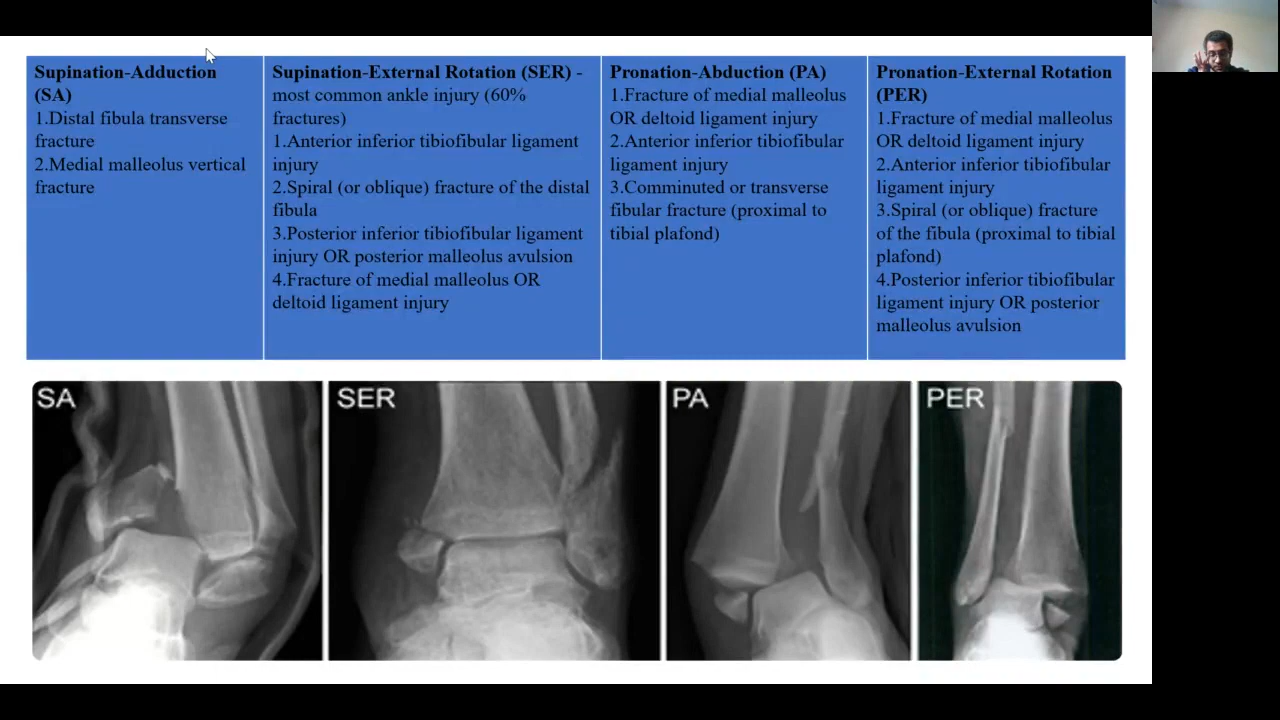 Supination-Adduction
(SA)
1.Distal fibula transverse
fracture
2.Medial malleolus vertical
fracture
Supination-External Rotation (SER) -
most common ankle injury (60%
fractures)
1.Anterior inferior tibiofibular ligament
injury
2.Spiral (or oblique) fracture of the distal
fibula
3.Posterior inferior tibiofibular ligament
injury OR posterior malleolus avulsion
4.Fracture of medial malleolus OR
deltoid ligament injury
Pronation-Abduction (PA)
1.Fracture of medial malleolus
OR deltoid ligament injury
2.Anterior inferior tibiofibular
ligament injury
3.Comminuted or transverse
fibular fracture (proximal to
tibial plafond)
Pronation-External Rotation
(PER)
1.Fracture of medial malleolus
OR deltoid ligament injury
2.Anterior inferior tibiofibular
ligament injury
3.Spiral (or oblique) fracture
of the fibula (proximal to tibial
plafond)
4.Posterior inferior tibiofibular
ligament injury OR posterior
malleolus avulsion
SA
SER
PA
PER